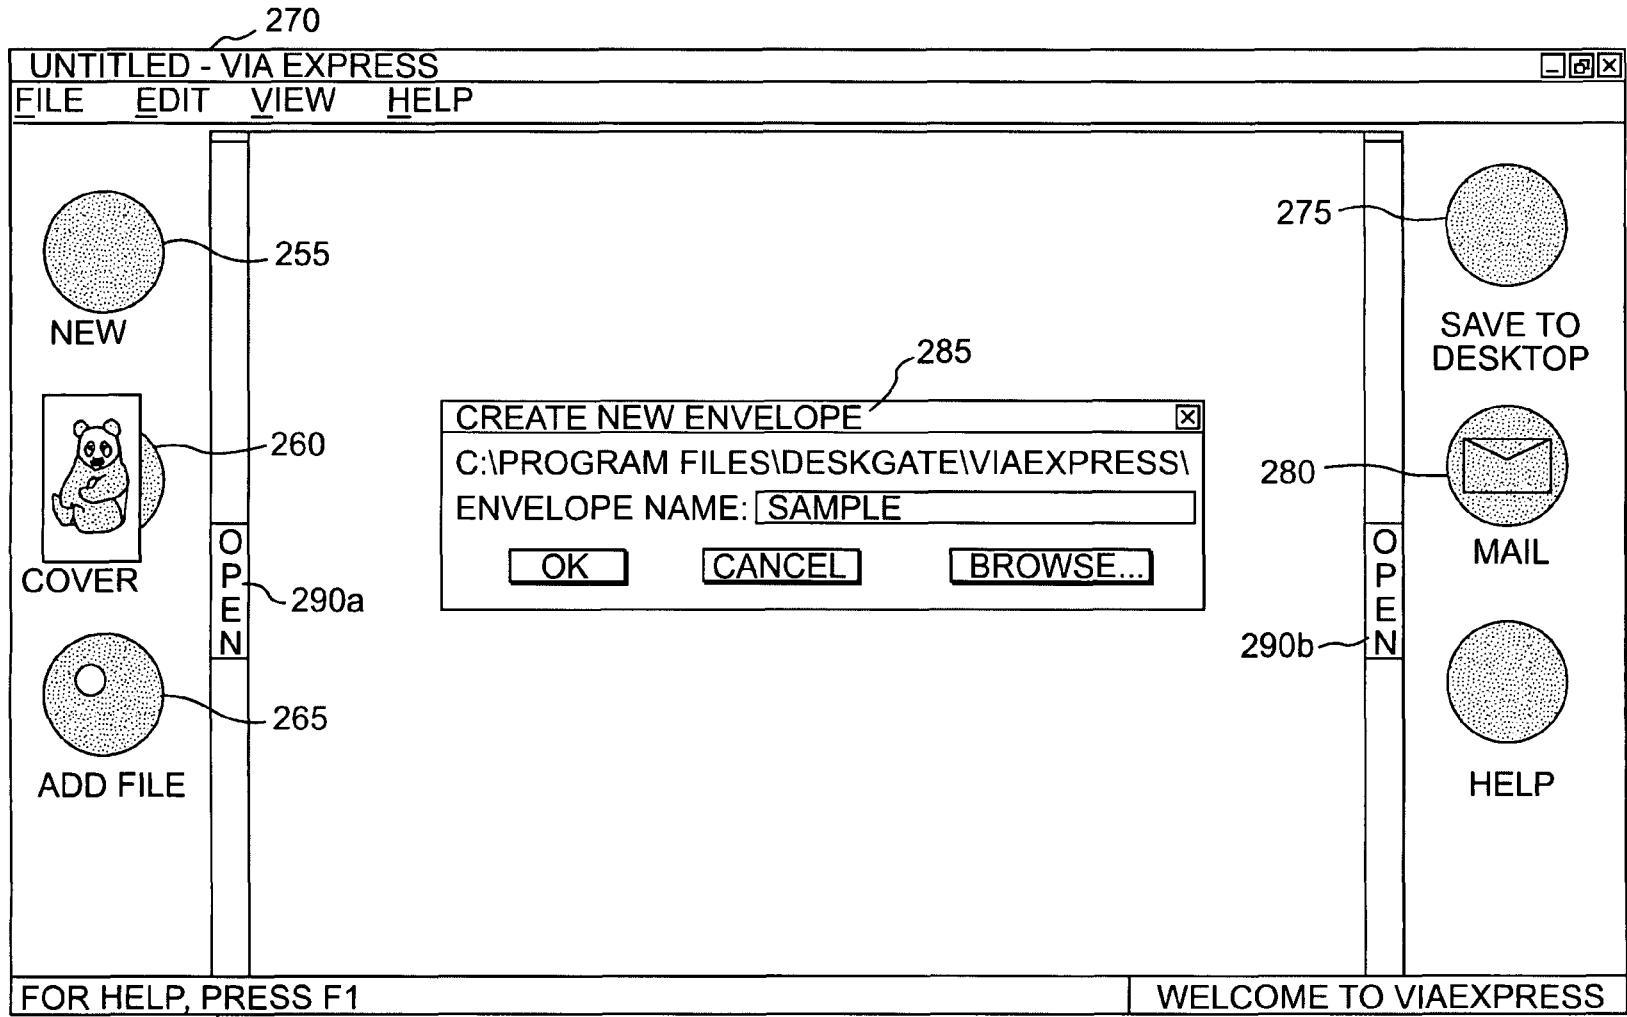 270
UNTITLED - VIA EXPRESS
FILE EDIT VIEW HELP
255
NEW
260
COVER
OPEN
290a
265
ADD FILE
285
CREATE NEW ENVELOPE
C:\PROGRAM FILES\DESKGATE\VIAEXPRESS\
ENVELOPE NAME: SAMPLE
OK CANCEL BROWSE...
275
SAVE TO
DESKTOP
280
MAIL
OPEN
290b
HELP
FOR HELP, PRESS F1
WELCOME TO VIAEXPRESS